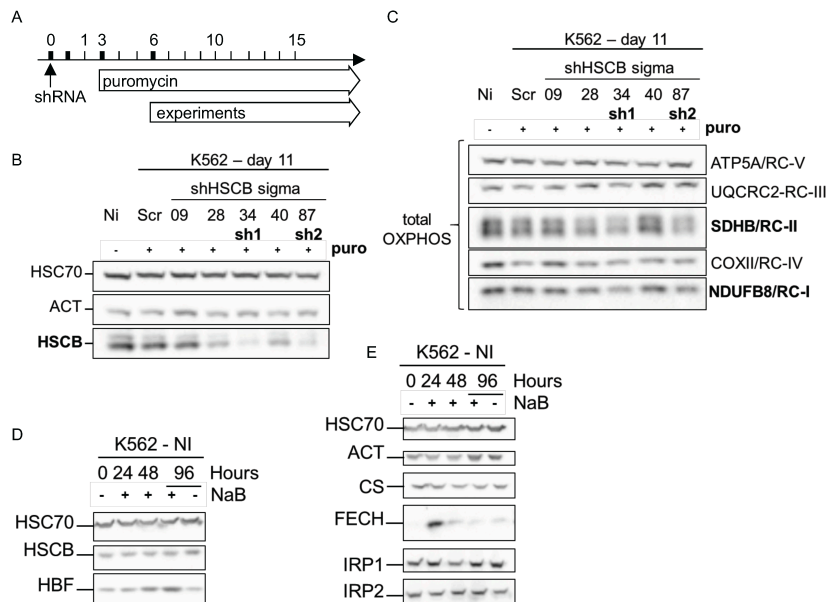 A
0 1 3 6 10 15
shRNA
puromycin
experiments
B
K562 – day 11
shHSCB sigma
Ni Scr 09 28 34 40 87
sh1 sh2
- + + + + + + puro
HSC70
ACT
HSCB
C
K562 – day 11
shHSCB sigma
Ni Scr 09 28 34 40 87
sh1 sh2
puro
- + + + + + +
total
OXPHOS
ATP5A/RC-V
UQCRC2-RC-III
SDHB/RC-II
COXII/RC-IV
NDUFB8/RC-I
D
K562 - NI
0 24 48 96 Hours
- + + + - NaB
HSC70
HSCB
HBF
E
K562 - NI
0 24 48 96 Hours
- + + + - NaB
HSC70
ACT
CS
FECH
IRP1
IRP2